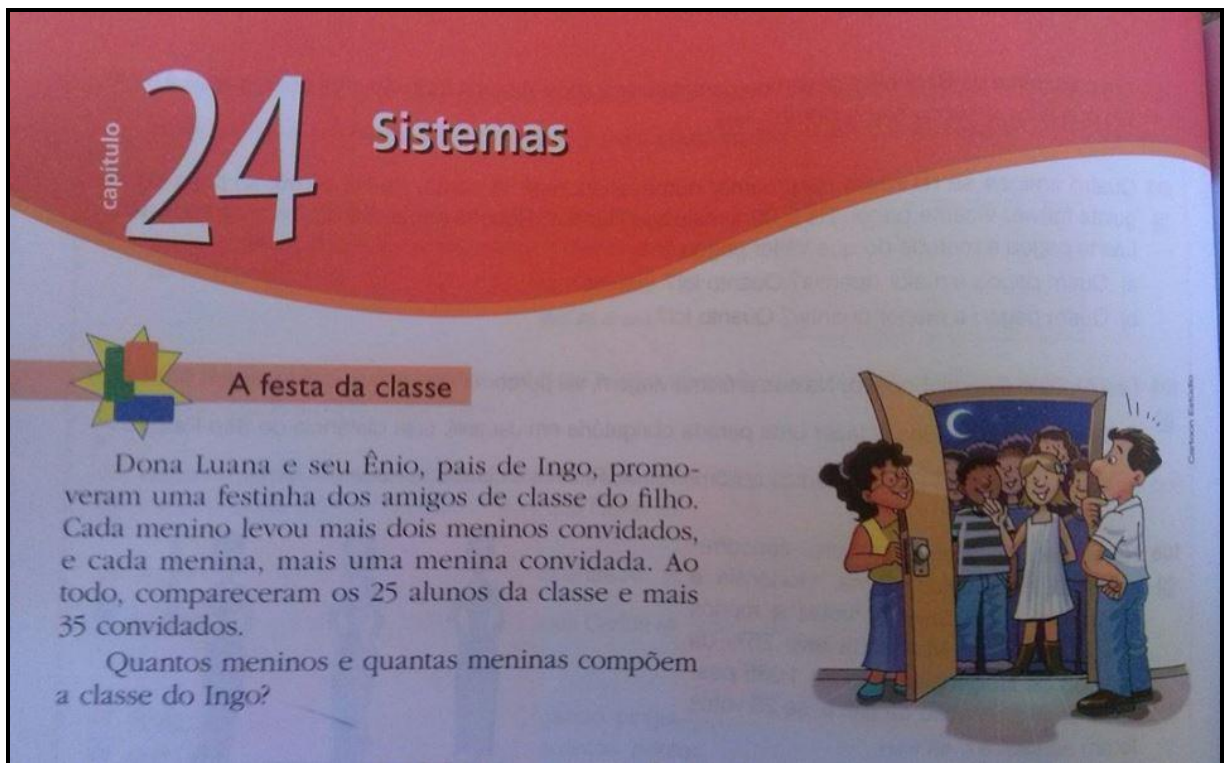 capítulo
24
Sistemas
A festa da classe
Dona Luana e seu Ênio, pais de Ingo, promo-
veram uma festinha dos amigos de classe do filho.
Cada menino levou mais dois meninos convidados,
e cada menina, mais uma menina convidada. Ao
todo, compareceram os 25 alunos da classe e mais
35 convidados.
Quantos meninos e quantas meninas compõem
a classe do Ingo?
Cartoon Estúdio